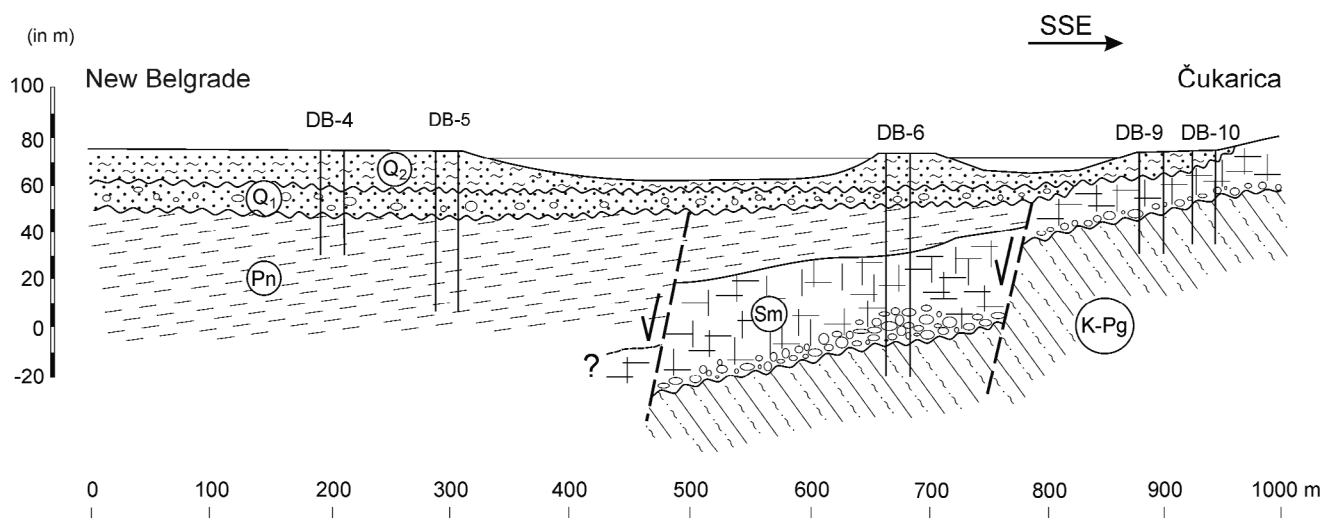 SSE
(in m)
New Belgrade
Čukarica
100
80
60
40
20
0
-20
DB-4
DB-5
DB-6
DB-9
DB-10
Q2
Q1
Pn
Sm
K-Pg
?
0 100 200 300 400 500 600 700 800 900 1000 m